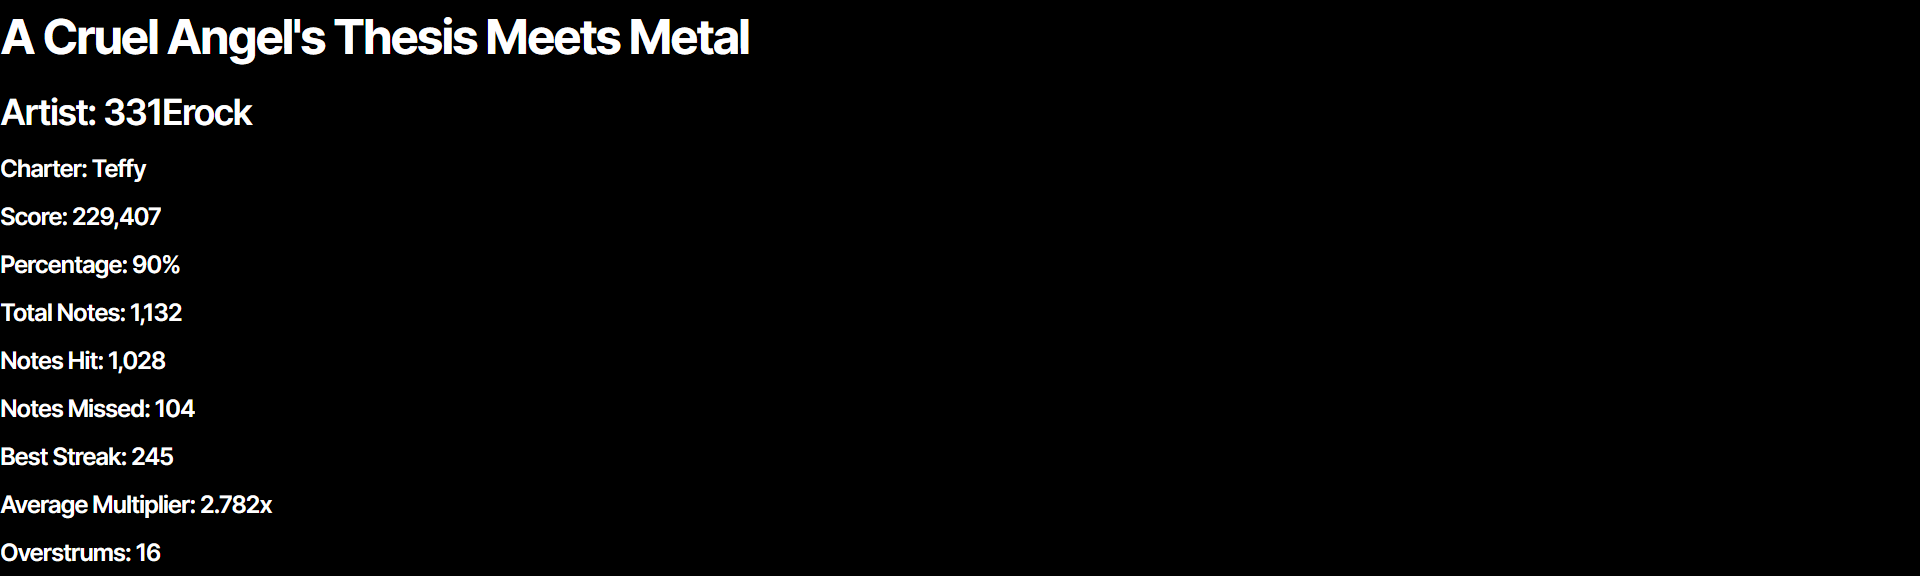 A Cruel Angel's Thesis Meets Metal
Artist: 331Erock
Charter: Teffy
Score: 229,407
Percentage: 90%
Total Notes: 1,132
Notes Hit: 1,028
Notes Missed: 104
Best Streak: 245
Average Multiplier: 2.782x
Overstrums: 16